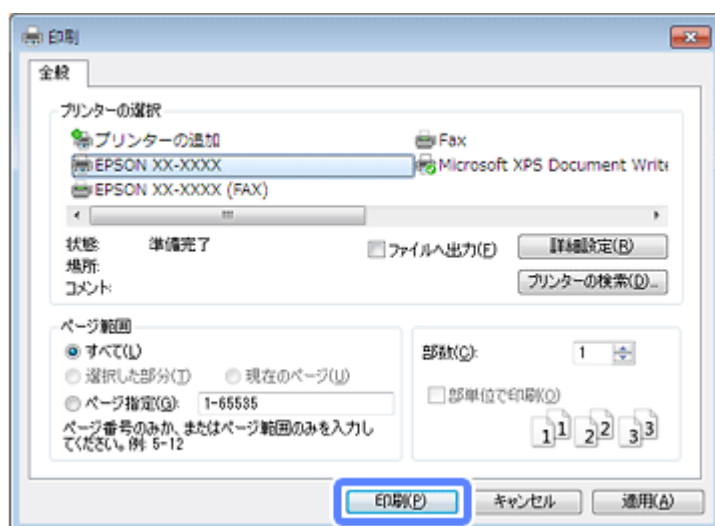 印刷
全般
プリンターの選択
プリンターの追加
Fax
EPSON XX-XXXX
Microsoft XPS Document Write
EPSON XX-XXXX (FAX)
状態: 準備完了
ファイルへ出力(F)
詳細設定(R)
場所:
コメント:
プリンターの検索(D)...
ページ範囲
すべて(L)
選択した部分(T)
現在のページ(U)
ページ指定(G): 1-65535
ページ番号のみか、またはページ範囲のみを入力し
てください。例: 5-12
部数(C): 1
部単位で印刷(O)
11 22 33
印刷(P)
キャンセル
適用(A)